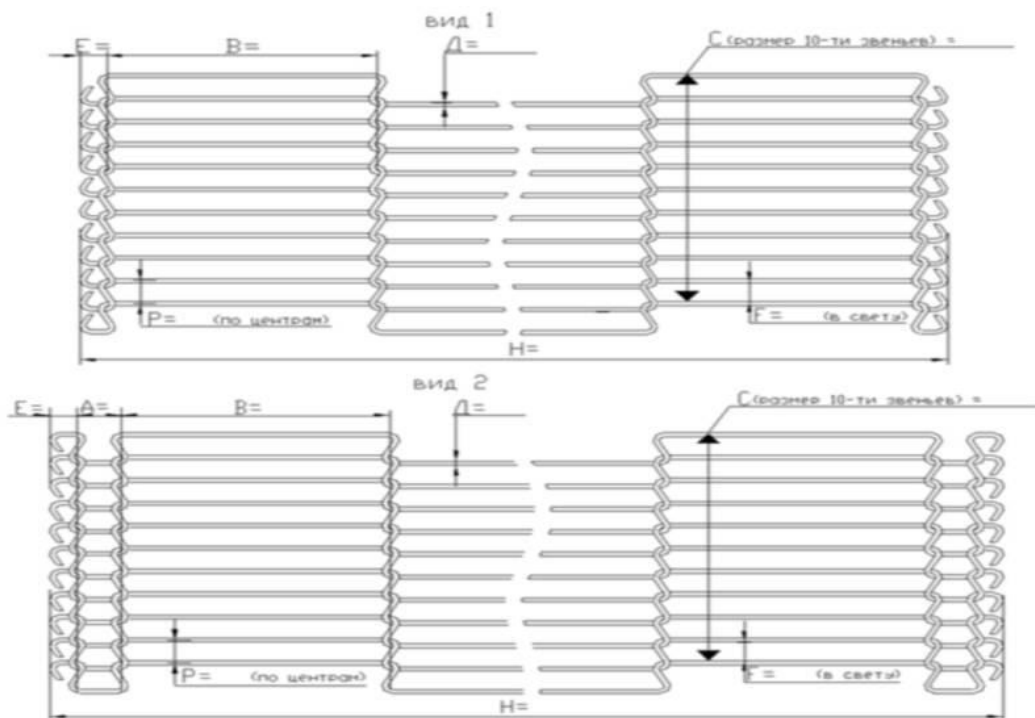 вид 1
E= B= Д= C (размер 10-ти звеньев) =
P= (по центрам) F= (в свету)
H=
вид 2
E= A= B= Д= C (размер 10-ти звеньев) =
P= (по центрам) F= (в свету)
H=